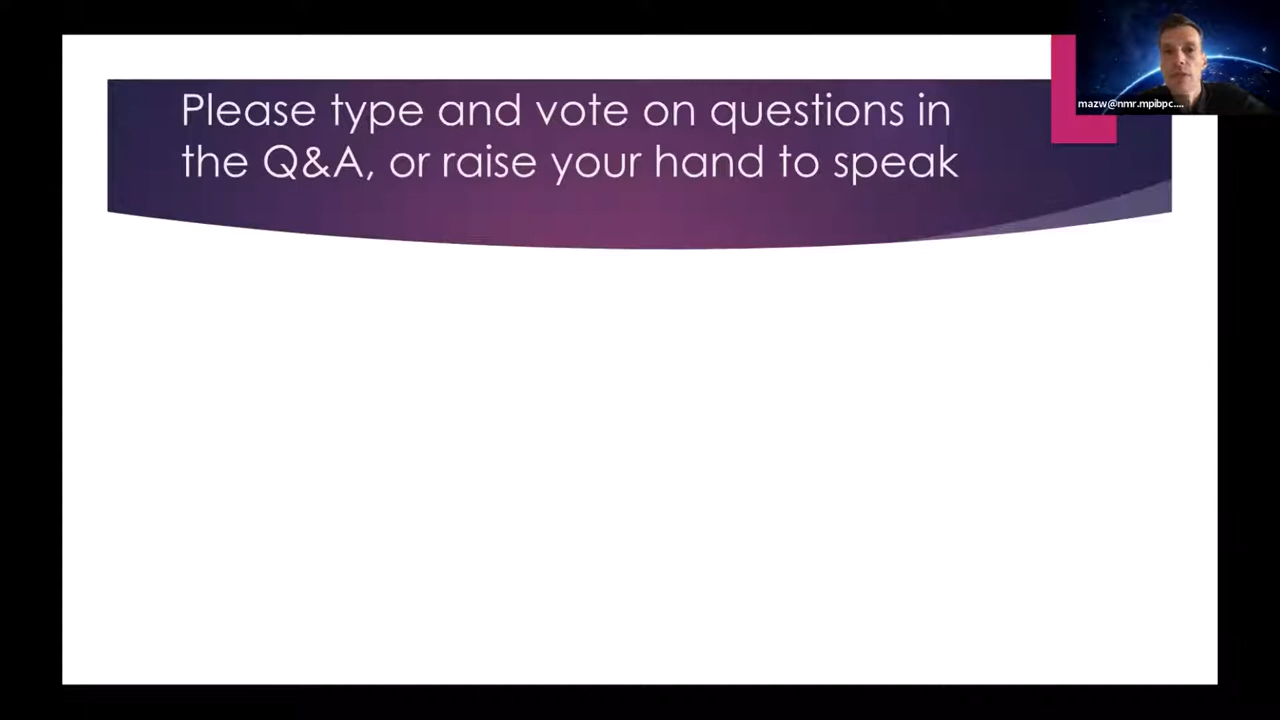 Please type and vote on questions in
the Q&A, or raise your hand to speak
mazw@nmr.mpibpc....